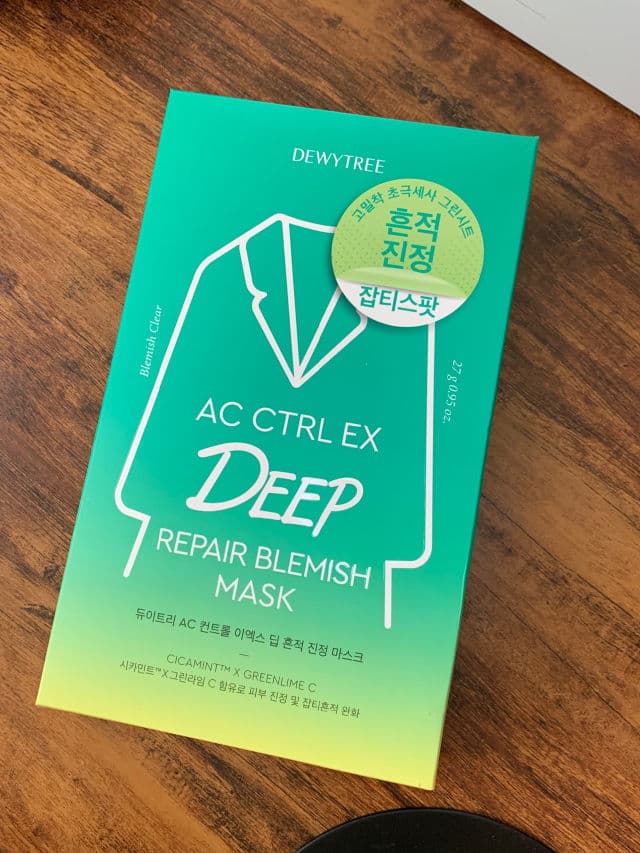 DEWYTREE
고밀착 초극세사 그린시트
흔적
진정
잡티스팟
Blemish Clear
27 g 0.95 oz.
AC CTRL EX
DEEP
REPAIR BLEMISH
MASK
듀이트리 AC 컨트롤 이엑스 딥 흔적 진정 마스크
CICAMINT™ X GREENLIME C
시카민트™X그린라임 C 함유로 피부 진정 및 잡티흔적 완화